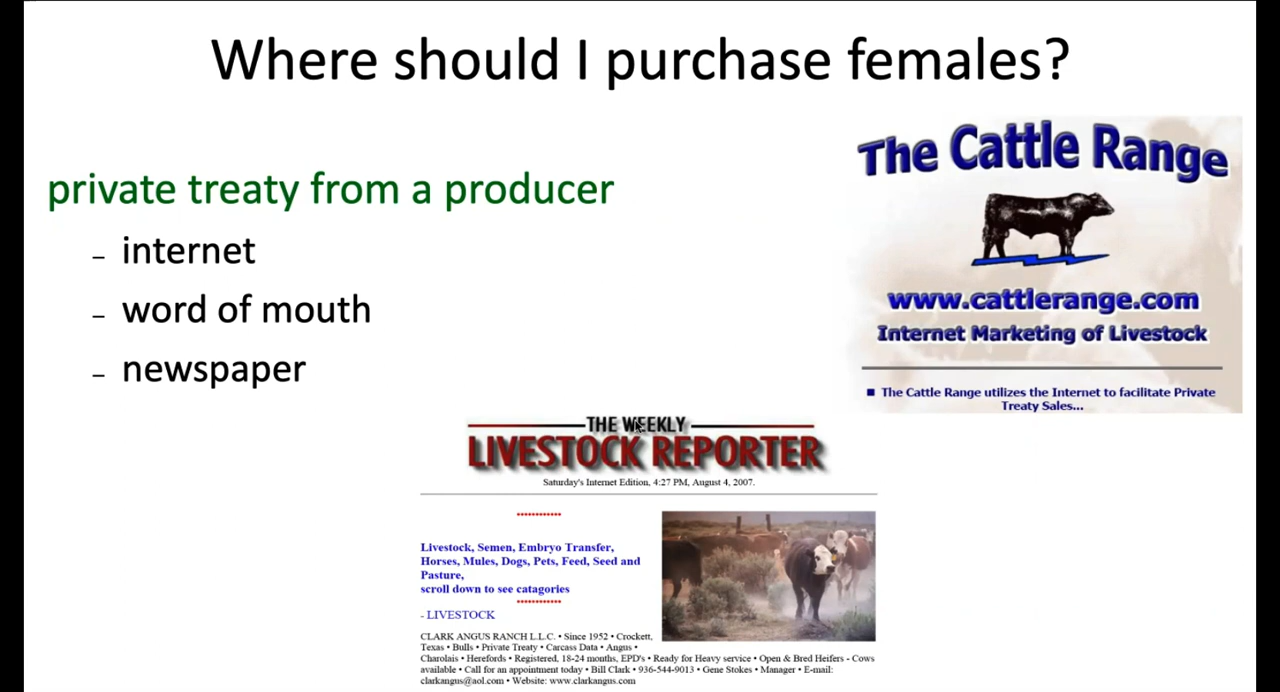 Where should I purchase females?
private treaty from a producer
– internet
– word of mouth
– newspaper
The Cattle Range
www.cattlerange.com
Internet Marketing of Livestock
■ The Cattle Range utilizes the Internet to facilitate Private
Treaty Sales...
THE WEEKLY
LIVESTOCK REPORTER
Saturday's Internet Edition, 4:27 PM, August 4, 2007.
Livestock, Semen, Embryo Transfer,
Horses, Mules, Dogs, Pets, Feed, Seed and
Pasture,
scroll down to see catagories
- LIVESTOCK
CLARK ANGUS RANCH L.L.C. • Since 1952 • Crockett,
Texas • Bulls • Private Treaty • Carcass Data • Angus •
Charolais • Herefords • Registered, 18-24 months, EPD's • Ready for Heavy service • Open & Bred Heifers - Cows
available • Call for an appointment today • Bill Clark • 936-544-9013 • Gene Stokes • Manager • E-mail:
clarkangus@aol.com • Website: www.clarkangus.com